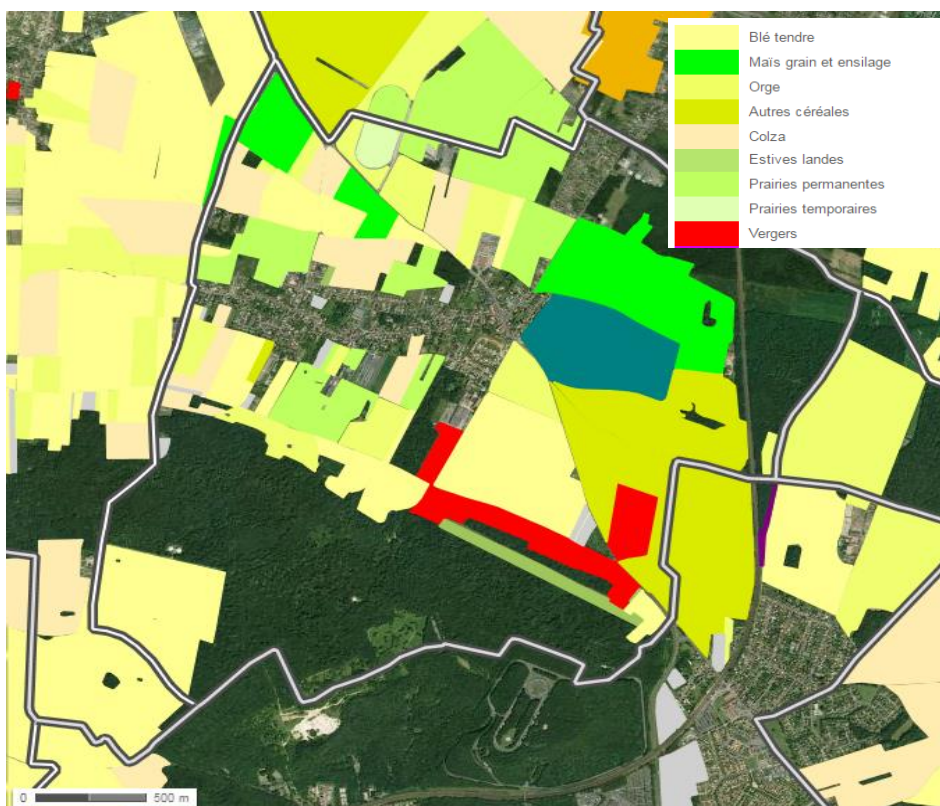 Blé tendre
Maïs grain et ensilage
Orge
Autres céréales
Colza
Estives landes
Prairies permanentes
Prairies temporaires
Vergers
0 500 m